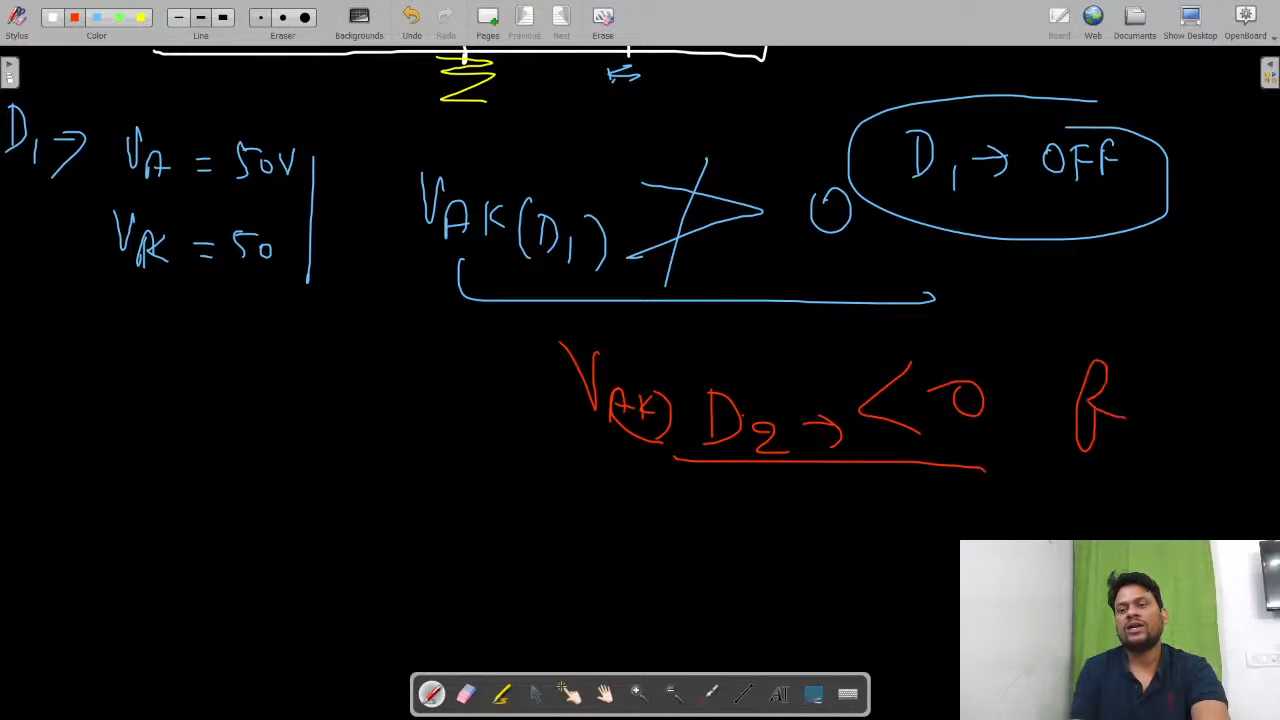 Stylus Color Line Eraser Backgrounds Undo Redo Pages Previous Next Erase Board Web Documents Show Desktop OpenBoard
D1 → VA = 50V
VAK (D1) > 0
D1 → OFF
VK = 50
VAK) D2 → < 0